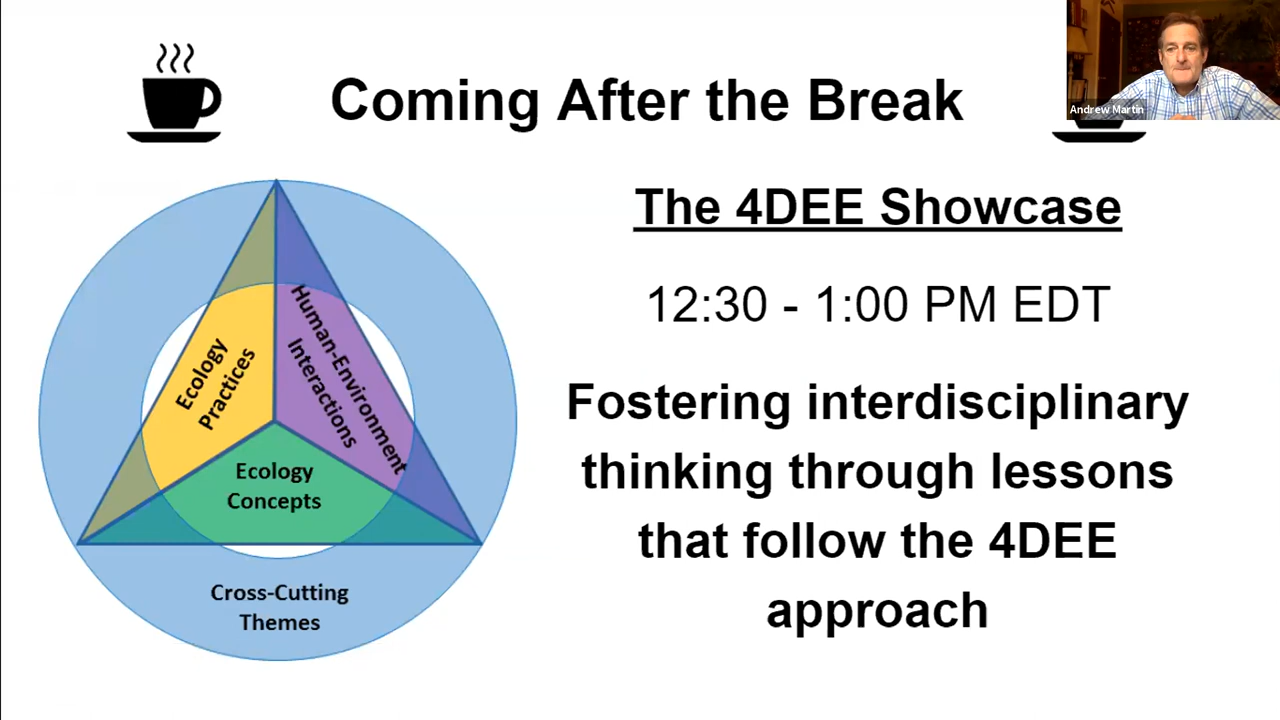 Coming After the Break
Andrew Martin
The 4DEE Showcase
12:30 - 1:00 PM EDT
Fostering interdisciplinary
thinking through lessons
that follow the 4DEE
approach
Ecology
Practices
Human-Environment
Interactions
Ecology
Concepts
Cross-Cutting
Themes